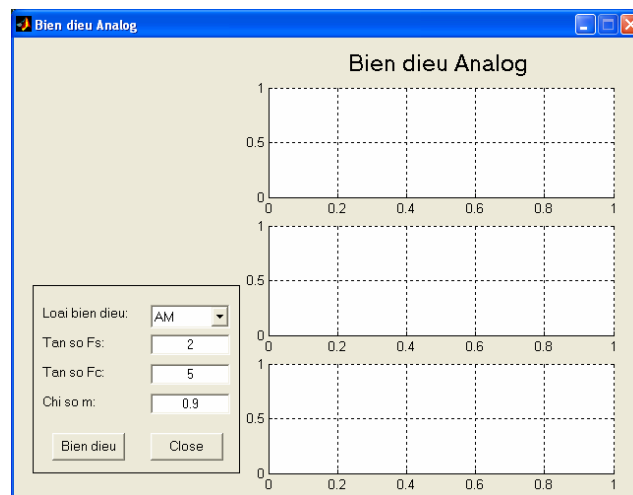 Bien dieu Analog
Bien dieu Analog
1
0.5
0
0 0.2 0.4 0.6 0.8 1
1
0.5
0
0 0.2 0.4 0.6 0.8 1
1
0.5
0
0 0.2 0.4 0.6 0.8 1
Loai bien dieu: AM
Tan so Fs: 2
Tan so Fc: 5
Chi so m: 0.9
Bien dieu Close